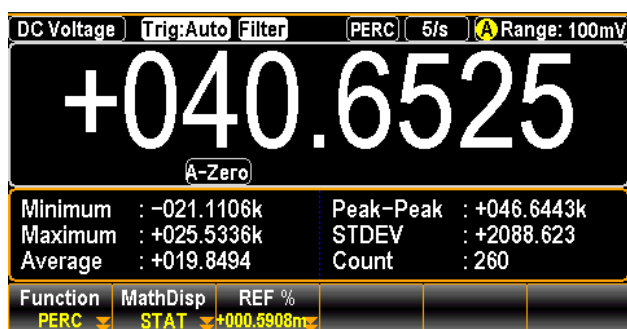 DC Voltage Trig:Auto Filter PERC 5/s A Range: 100mV
+040.6525
A-Zero
Minimum : -021.1106k Peak-Peak : +046.6443k
Maximum : +025.5336k STDEV : +2088.623
Average : +019.8494 Count : 260
Function MathDisp REF %
PERC STAT +000.5908m